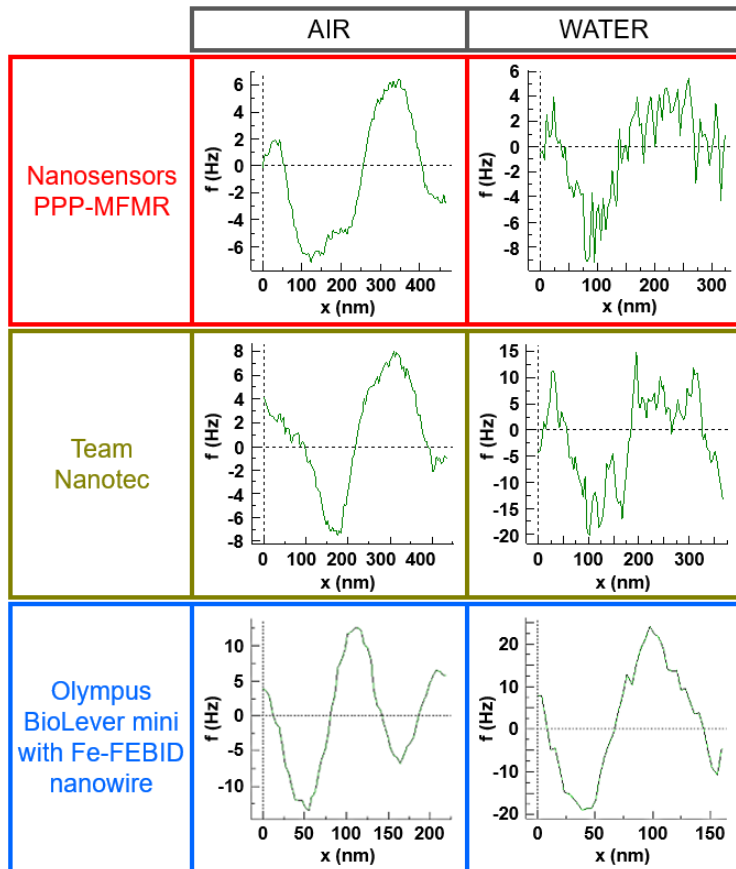 AIR
WATER
Nanosensors
PPP-MFMR
f (Hz)
6
4
2
0
-2
-4
-6
0 100 200 300 400
x (nm)
f (Hz)
6
4
2
0
-2
-4
-6
-8
0 100 200 300
x (nm)
Team
Nanotec
f (Hz)
8
6
4
2
0
-2
-4
-6
-8
0 100 200 300 400
x (nm)
f (Hz)
15
10
5
0
-5
-10
-15
-20
0 100 200 300
x (nm)
Olympus
BioLever mini
with Fe-FEBID
nanowire
f (Hz)
10
5
0
-5
-10
0 50 100 150 200
x (nm)
f (Hz)
20
10
0
-10
-20
0 50 100 150
x (nm)